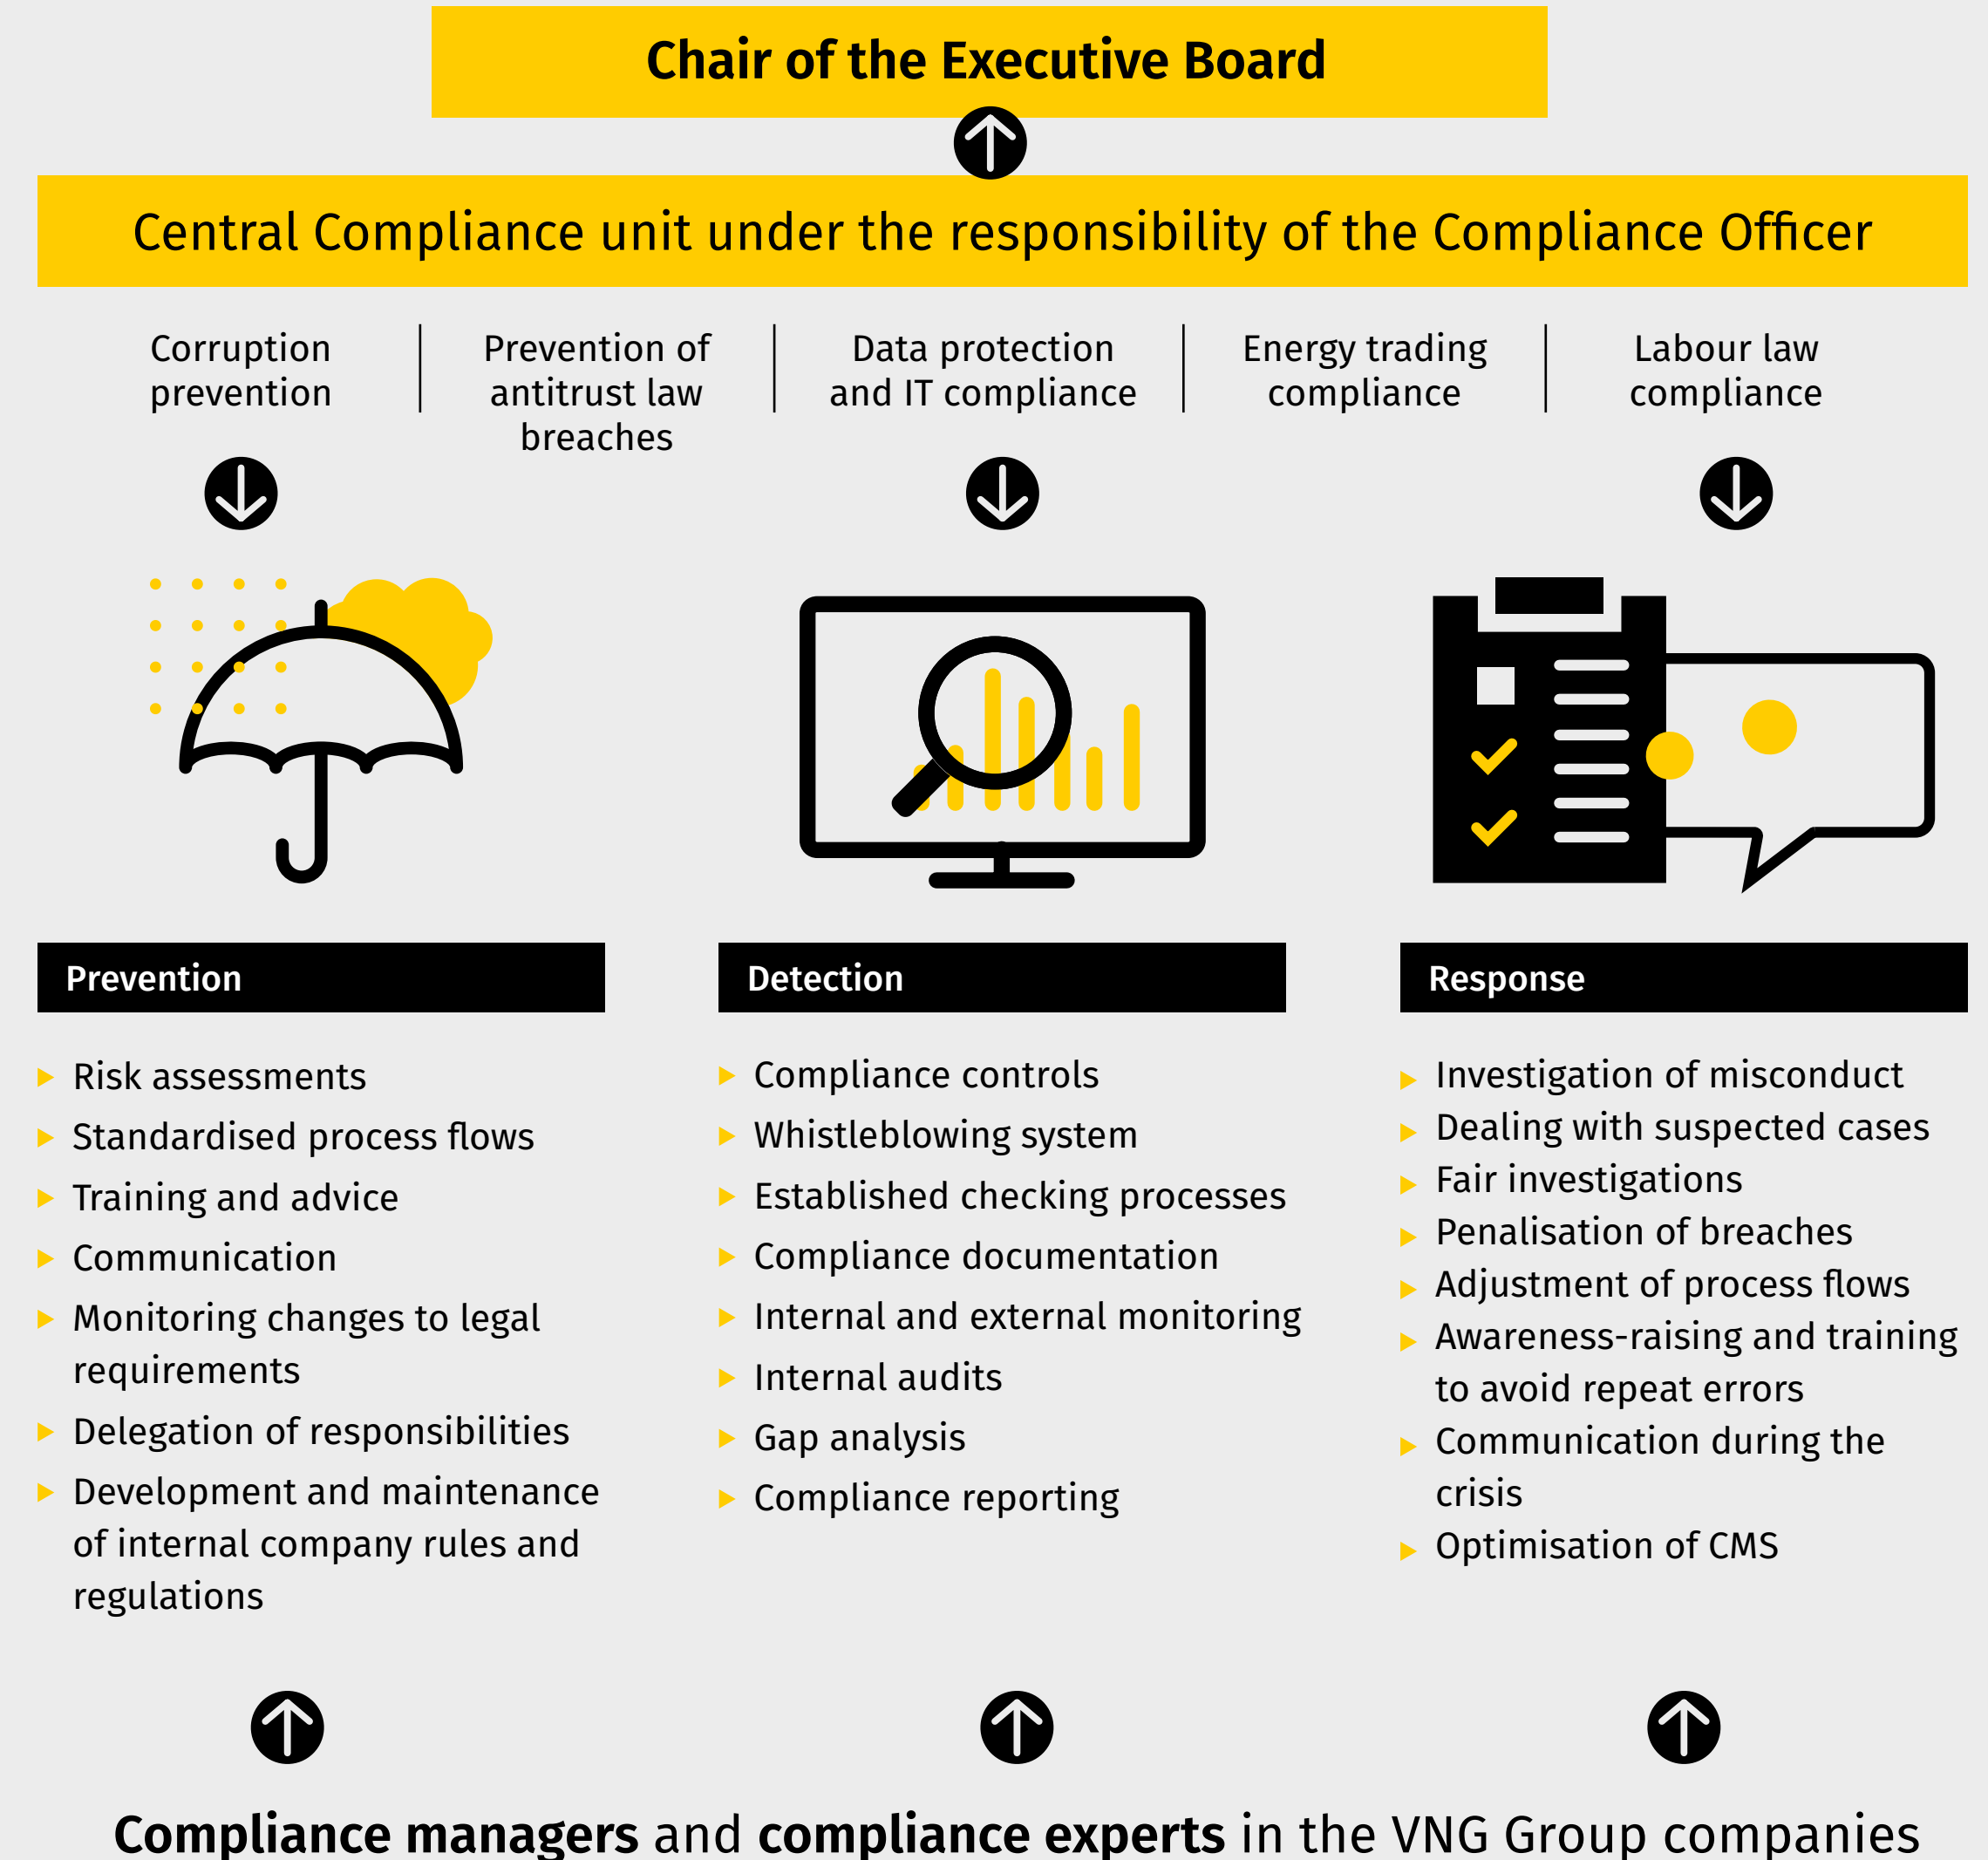 Chair of the Executive Board
Central Compliance unit under the responsibility of the Compliance Officer
Corruption
prevention
Prevention of
antitrust law
breaches
Data protection
and IT compliance
Energy trading
compliance
Labour law
compliance
Prevention
Risk assessments
Standardised process flows
Training and advice
Communication
Monitoring changes to legal
requirements
Delegation of responsibilities
Development and maintenance
of internal company rules and
regulations
Detection
Compliance controls
Whistleblowing system
Established checking processes
Compliance documentation
Internal and external monitoring
Internal audits
Gap analysis
Compliance reporting
Response
Investigation of misconduct
Dealing with suspected cases
Fair investigations
Penalisation of breaches
Adjustment of process flows
Awareness-raising and training
to avoid repeat errors
Communication during the
crisis
Optimisation of CMS
Compliance managers and compliance experts in the VNG Group companies